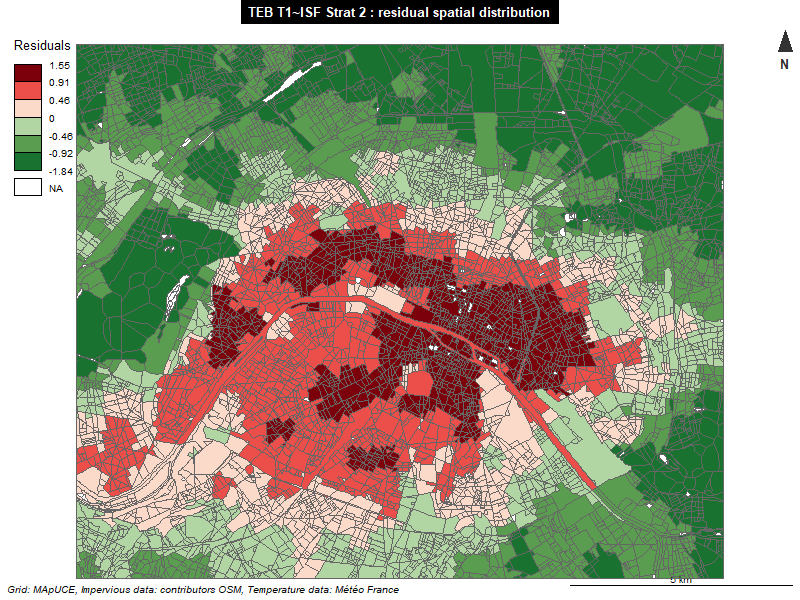 TEB T1~ISF Strat 2 : residual spatial distribution
Residuals
1.55
0.91
0.46
0
-0.46
-0.92
-1.84
NA
N
5 km
Grid: MApUCE, Impervious data: contributors OSM, Temperature data: Météo France